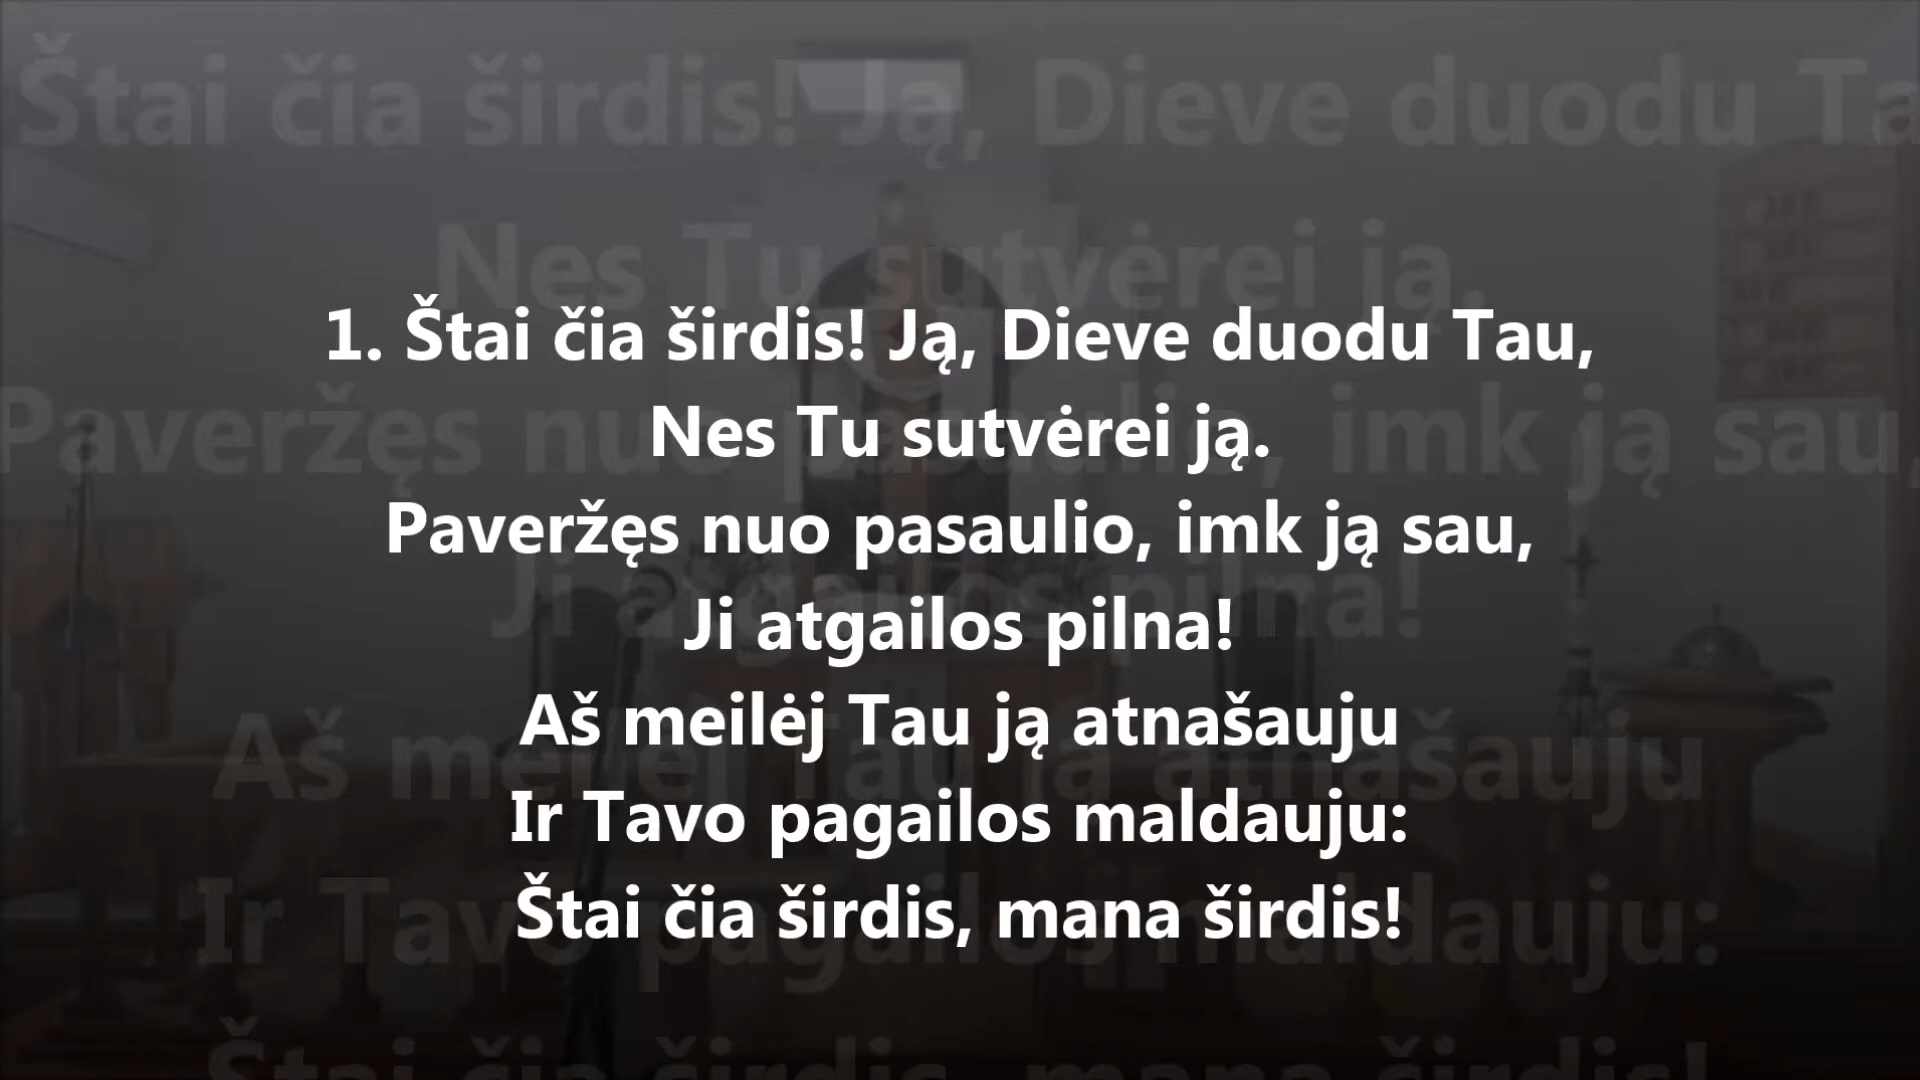 1. Štai čia širdis! Ją, Dieve duodu Tau,
Nes Tu sutvėrei ją.
Paveržęs nuo pasaulio, imk ją sau,
Ji atgailos pilna!
Aš meilėj Tau ją atnašauju
Ir Tavo pagailos maldauju:
Štai čia širdis, mana širdis!